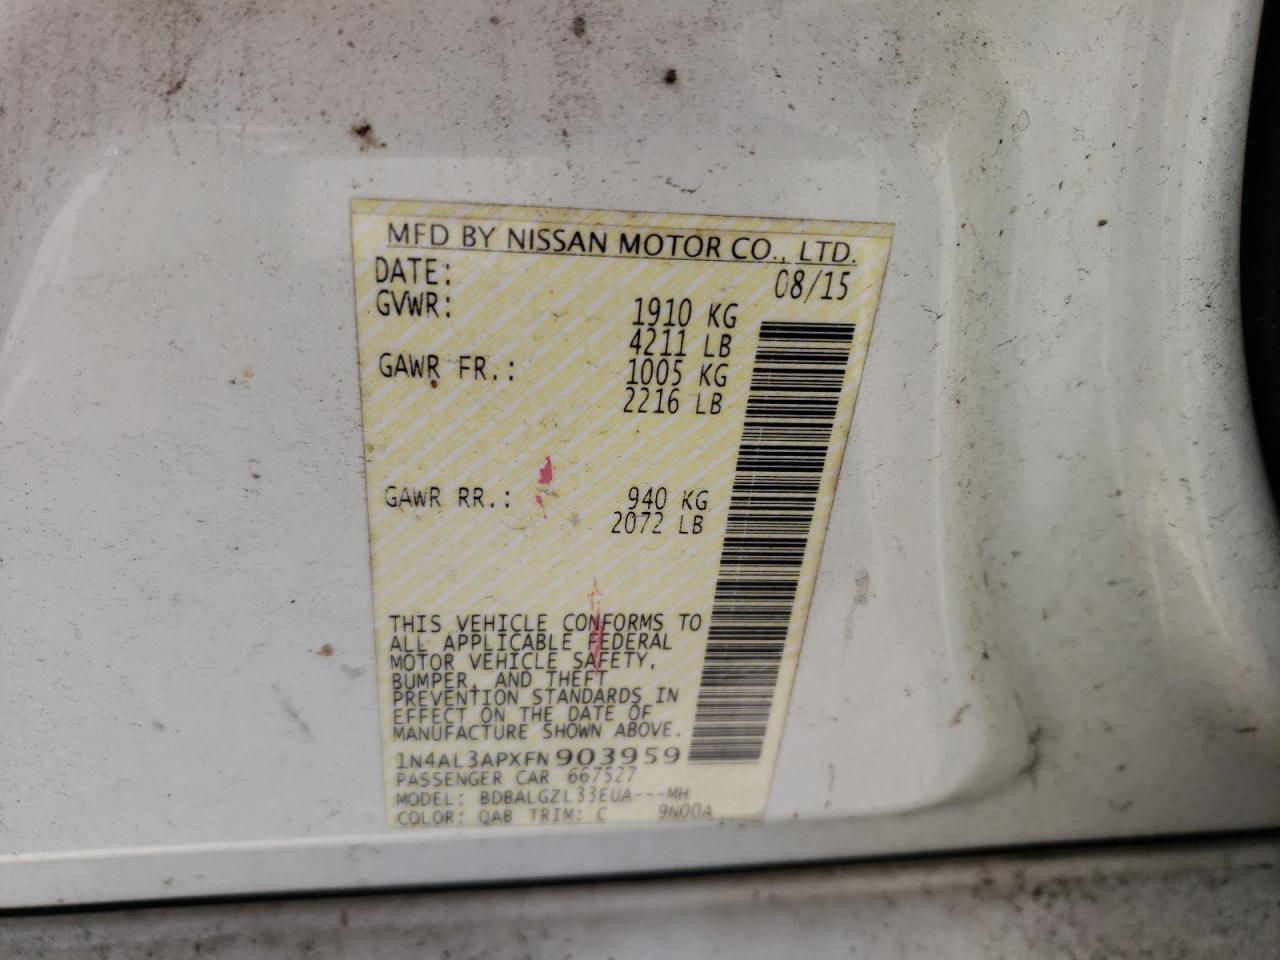 MFD BY NISSAN MOTOR CO., LTD.
DATE: 08/15
GVWR: 1910 KG
4211 LB
GAWR FR.: 1005 KG
2216 LB
GAWR RR.: 940 KG
2072 LB
THIS VEHICLE CONFORMS TO
ALL APPLICABLE FEDERAL
MOTOR VEHICLE SAFETY,
BUMPER, AND THEFT
PREVENTION STANDARDS IN
EFFECT ON THE DATE OF
MANUFACTURE SHOWN ABOVE.
1N4AL3APXFN903959
PASSENGER CAR 667527
MODEL: BDBALGZL33EUA---MH
COLOR: QAB TRIM: C 9N00A